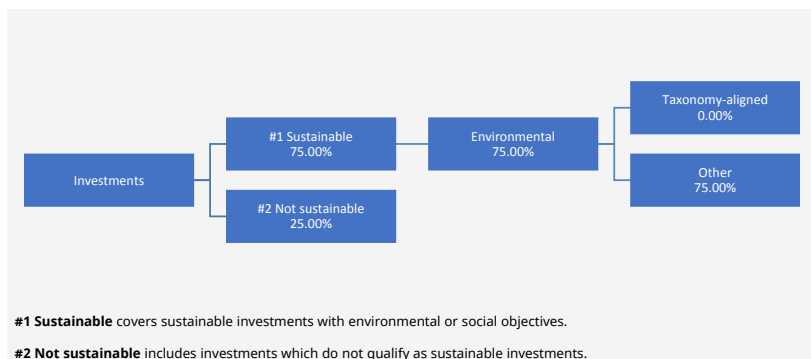 Taxonomy-aligned
0.00%
#1 Sustainable
75.00%
Environmental
75.00%
Investments
Other
75.00%
#2 Not sustainable
25.00%
#1 Sustainable covers sustainable investments with environmental or social objectives.
#2 Not sustainable includes investments which do not qualify as sustainable investments.